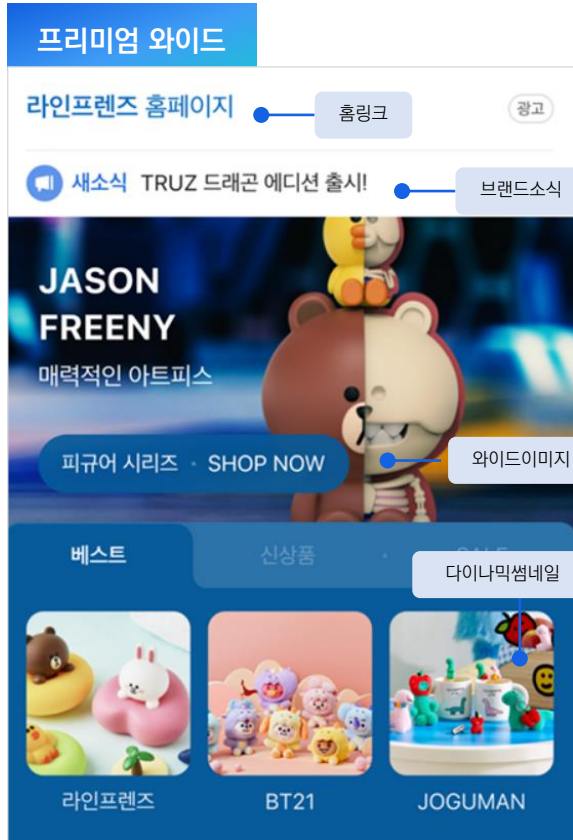 프리미엄 와이드
라인프렌즈 홈페이지
홈링크
광고
새소식 TRUZ 드래곤 에디션 출시!
브랜드소식
JASON
FREENY
매력적인 아트피스
피규어 시리즈 · SHOP NOW
와이드이미지
베스트
신상품
다이나믹썸네일
라인프렌즈
BT21
JOGUMAN